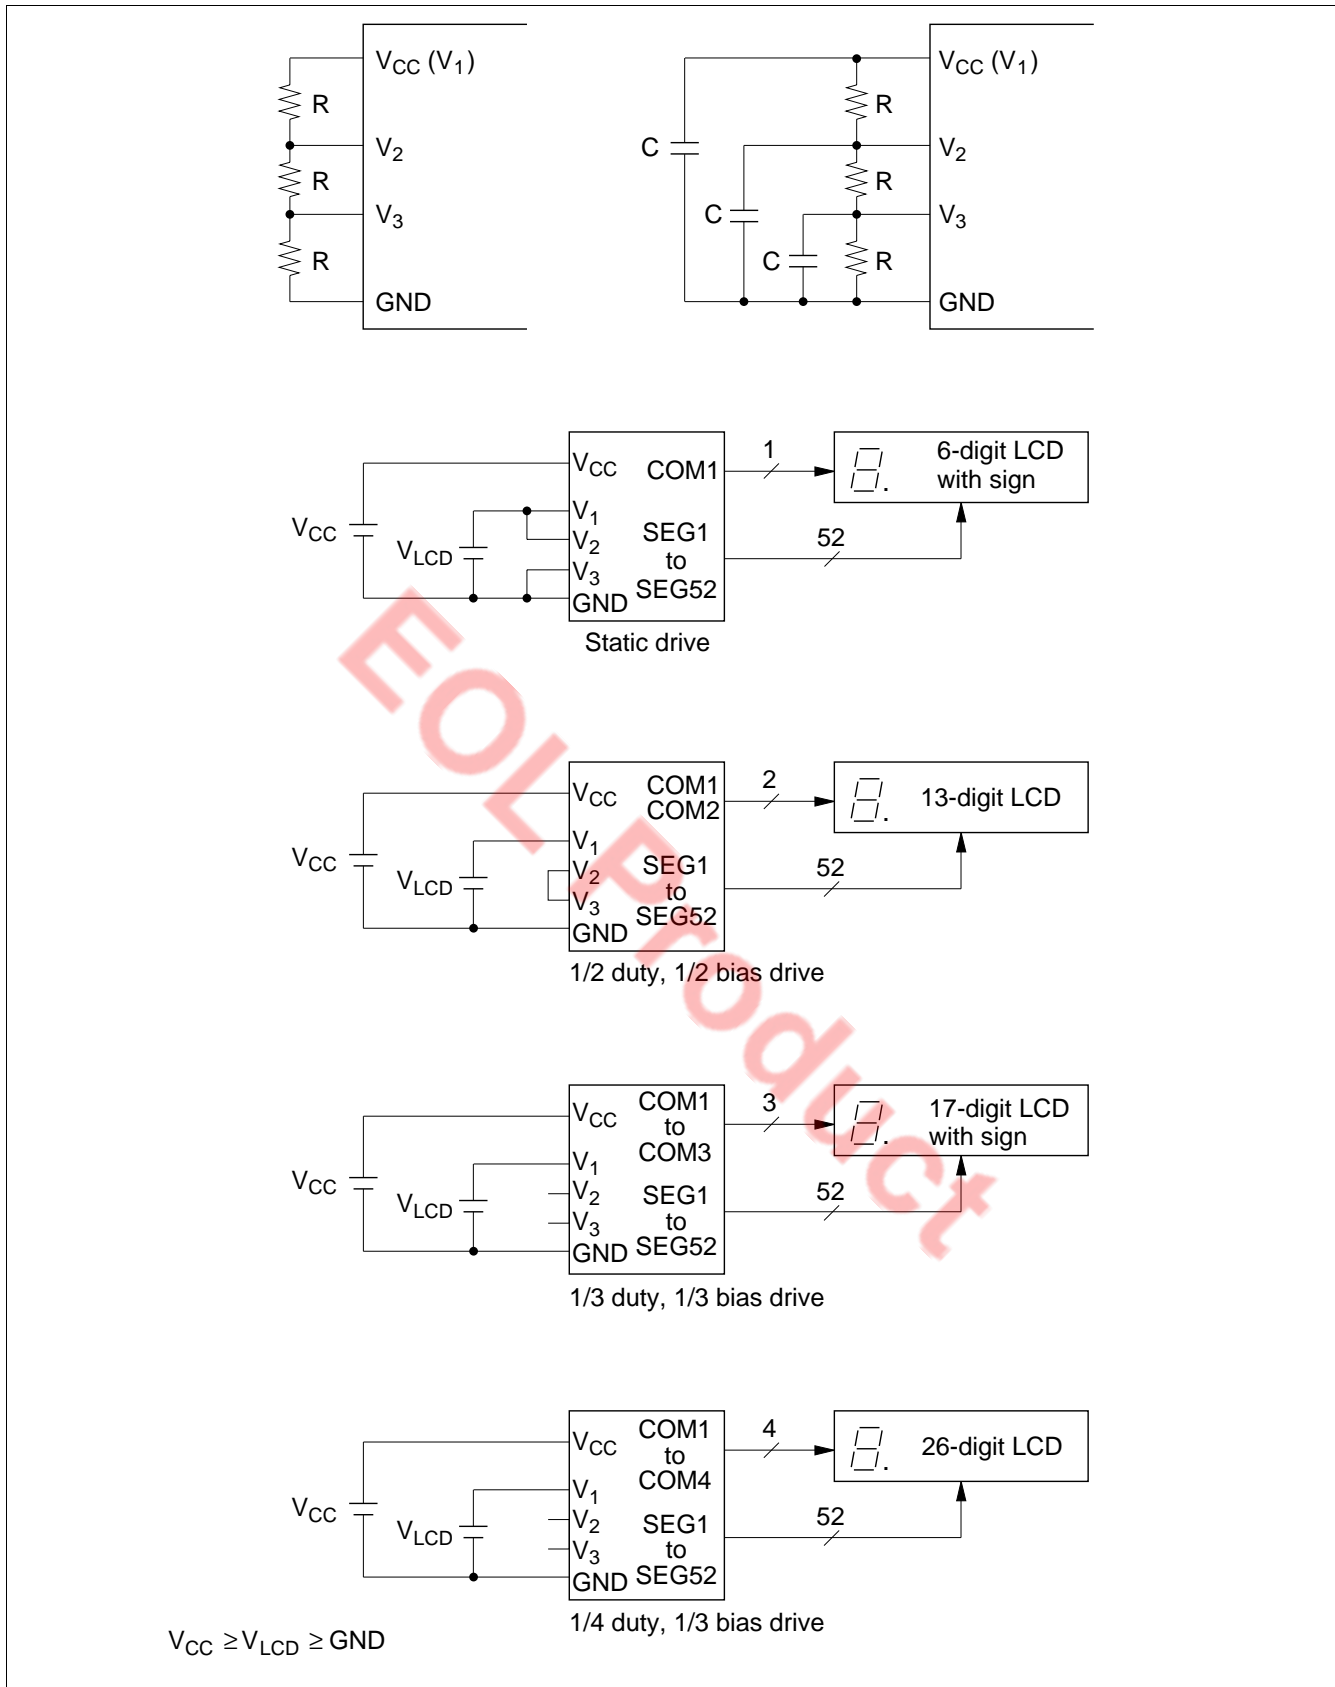 VCC (V1)
R
V2
R
V3
R
GND
VCC (V1)
R
C
V2
R
C
V3
C
R
GND
VCC
COM1
1
6-digit LCD
with sign
8.
VCC
V1
VLCD
V2
SEG1
to
SEG52
52
V3
GND
Static drive
VCC
COM1
COM2
2
8.
13-digit LCD
VCC
V1
VLCD
V2
SEG1
to
SEG52
52
V3
GND
1/2 duty, 1/2 bias drive
VCC
COM1
to
COM3
3
8.
17-digit LCD
with sign
VCC
V1
VLCD
V2
SEG1
to
SEG52
52
V3
GND
1/3 duty, 1/3 bias drive
VCC
COM1
to
COM4
4
8.
26-digit LCD
VCC
V1
VLCD
V2
SEG1
to
SEG52
52
V3
GND
1/4 duty, 1/3 bias drive
VCC ≥ VLCD ≥ GND
EOL Product